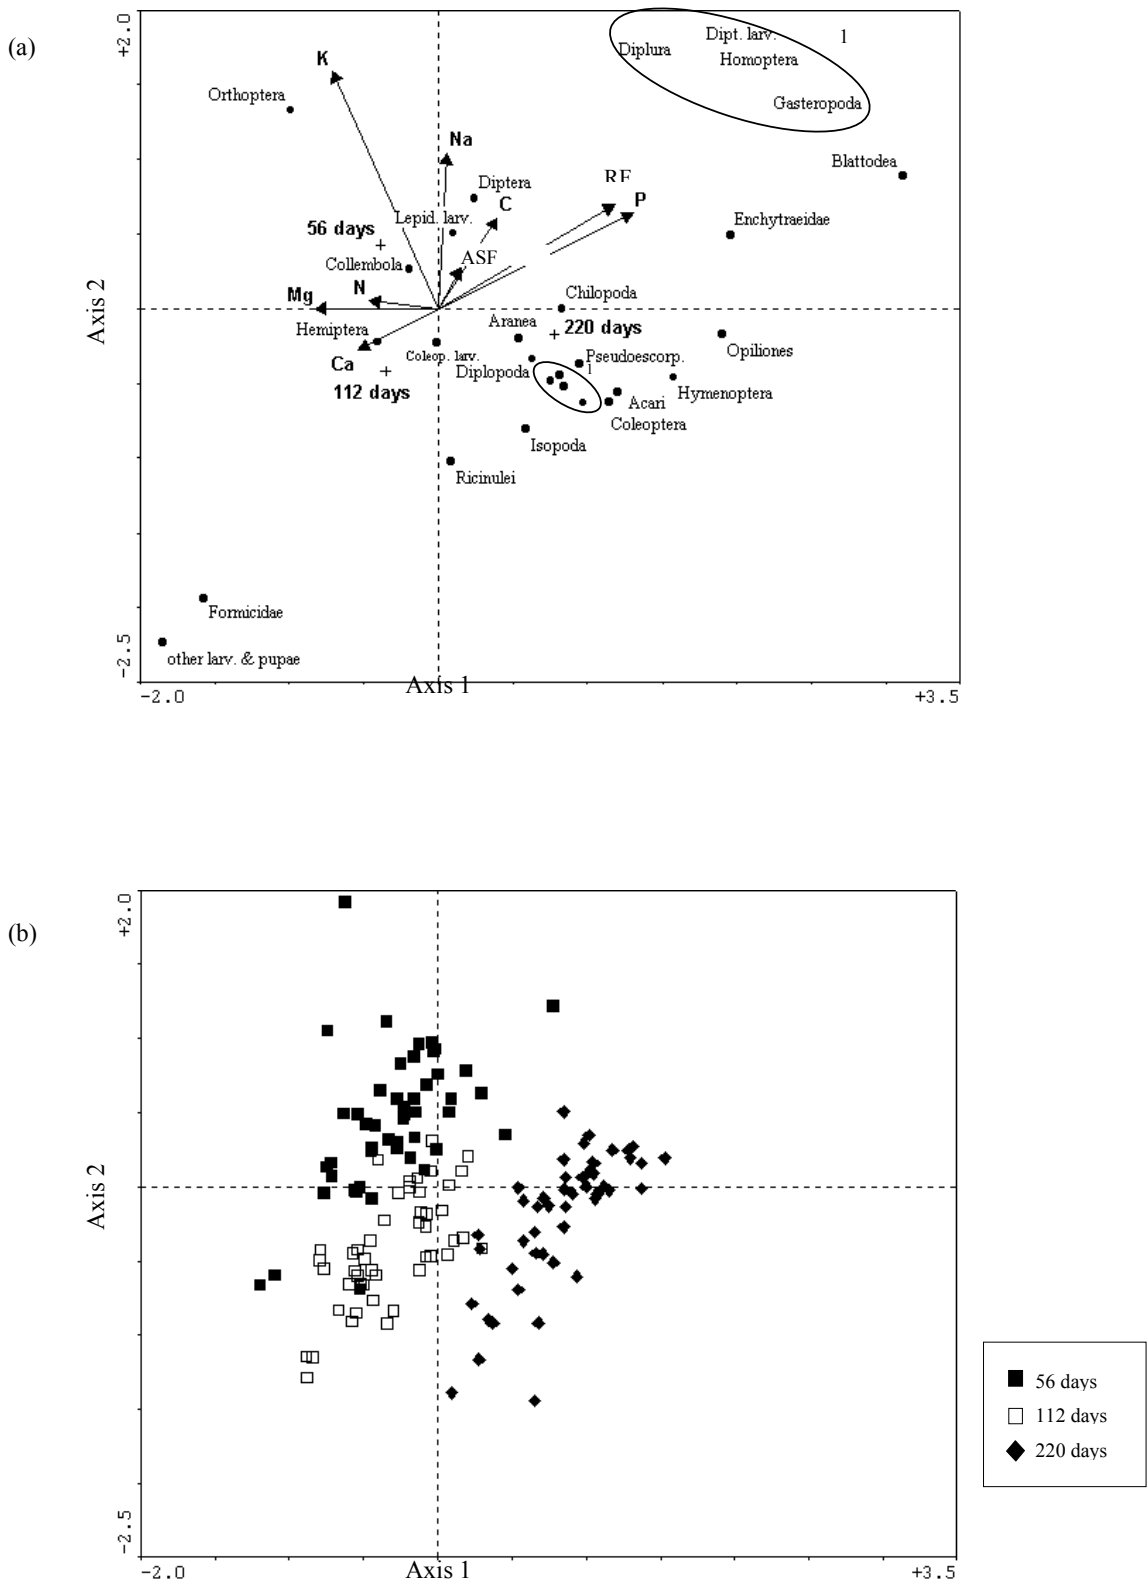 (a)
+2.0
Axis 2
-2.5
K
Orthoptera
Na
Diptera
C
Lepid. larv.
56 days
Collembola
ASF
N
Mg
Hemiptera
Ca
112 days
Coleop. larv.
Aranea
Diplopoda
Diplura
Dipt. larv.
Homoptera
Gasteropoda
1
Blattodea
RF
P
Enchytraeidae
Chilopoda
220 days
Pseudoescorp.
1
Opiliones
Hymenoptera
Acari
Coleoptera
Isopoda
Ricinulei
Formicidae
other larv. & pupae
-2.0
Axis 1
+3.5
(b)
+2.0
Axis 2
-2.5
-2.0
Axis 1
+3.5
56 days
112 days
220 days